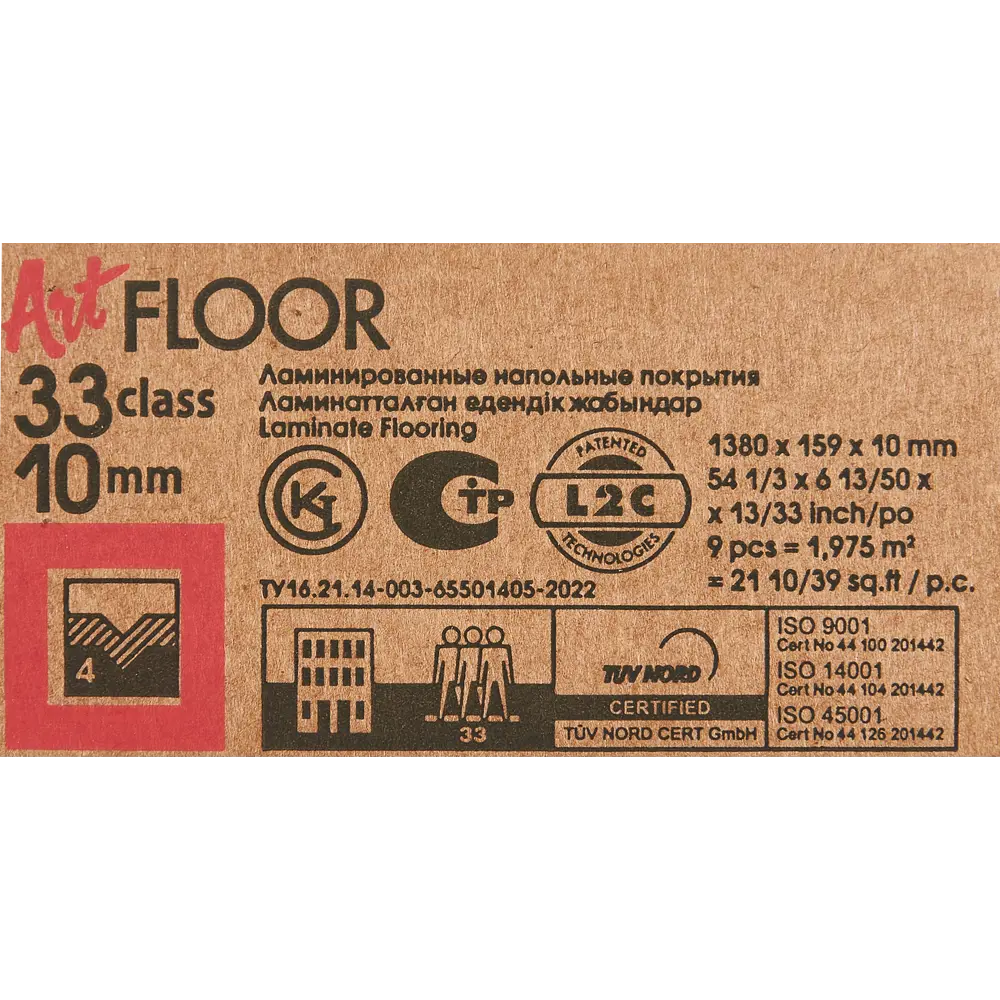 Art FLOOR
33 class
10 mm
Ламинированные напольные покрытия
Ламинатталған едендік жабындар
Laminate Flooring
PATENTED
L2C
TECHNOLOGIES
1380 x 159 x 10 mm
54 1/3 x 6 13/50 x
x 13/33 inch/po
9 pcs = 1,975 m²
= 21 10/39 sq.ft / p.c.
ТУ16.21.14-003-65501405-2022
4
33
TÜV NORD
CERTIFIED
TÜV NORD CERT GmbH
ISO 9001
Cert No 44 100 201442
ISO 14001
Cert No 44 104 201442
ISO 45001
Cert No 44 126 201442